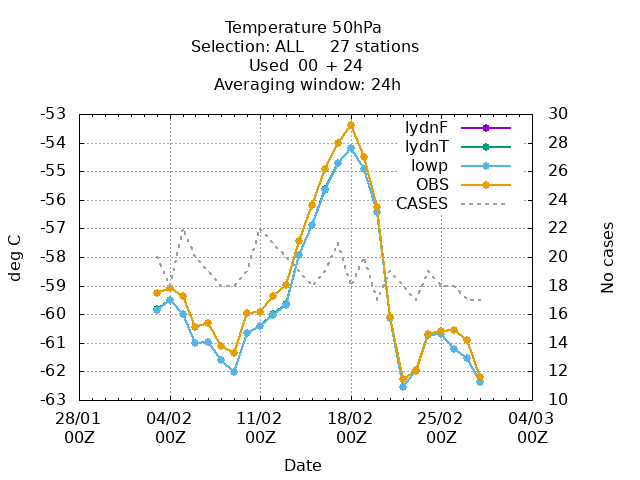 Temperature 50hPa
Selection: ALL 27 stations
Used 00 + 24
Averaging window: 24h
-53 30
-54 lydnF 28
lydnT
-55 lowp 26
OBS
-56 CASES 24
-57 22
-58 20
-59 18
-60 16
-61 14
-62 12
-63 10
deg C
No cases
28/01 04/02 11/02 18/02 25/02 04/03
00Z 00Z 00Z 00Z 00Z 00Z
Date